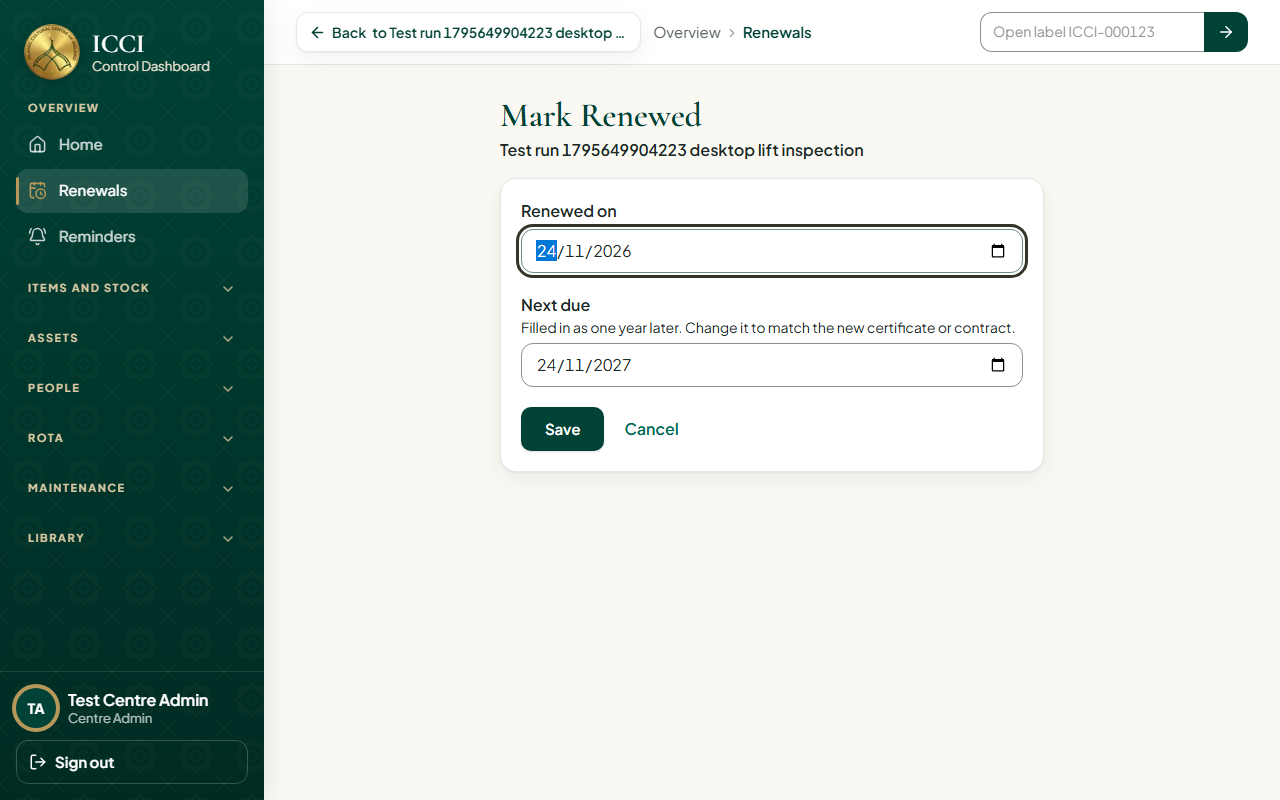 ICCI
Control Dashboard
OVERVIEW
Home
Renewals
Reminders
ITEMS AND STOCK
ASSETS
PEOPLE
ROTA
MAINTENANCE
LIBRARY
TA
Test Centre Admin
Centre Admin
Sign out
Back to Test run 1795649904223 desktop ...
Overview > Renewals
Open label ICCI-000123
Mark Renewed
Test run 1795649904223 desktop lift inspection
Renewed on
24/11/2026
Next due
Filled in as one year later. Change it to match the new certificate or contract.
24/11/2027
Save
Cancel